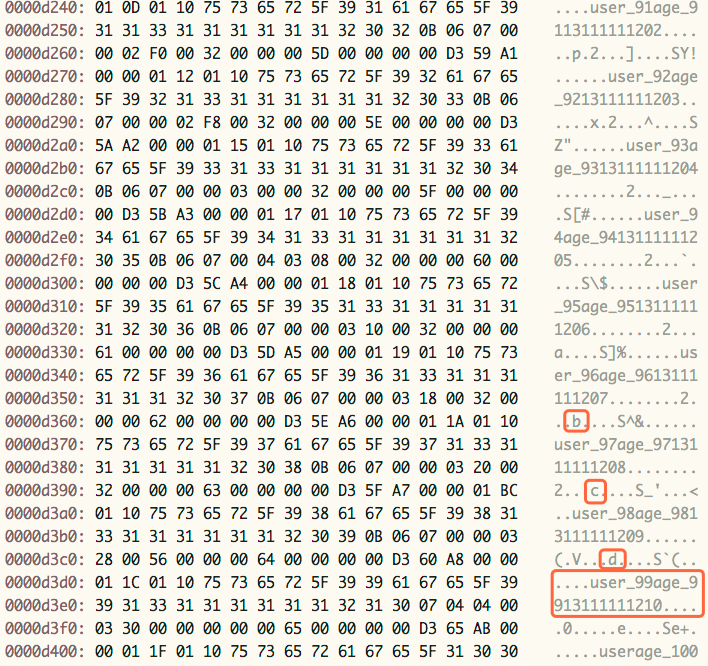 0000d240: 01 0D 01 10 75 73 65 72 5F 39 31 61 67 65 5F 39 ....user_91age_9
0000d250: 31 31 33 31 31 31 31 31 31 32 30 32 0B 06 07 00 113111111202....
0000d260: 00 02 F0 00 32 00 00 00 5D 00 00 00 00 D3 59 A1 ..p.2...]....SY!
0000d270: 00 00 01 12 01 10 75 73 65 72 5F 39 32 61 67 65 ......user_92age
0000d280: 5F 39 32 31 33 31 31 31 31 31 31 32 30 33 0B 06 _9213111111203..
0000d290: 07 00 00 02 F8 00 32 00 00 00 5E 00 00 00 00 D3 ....x.2...^....S
0000d2a0: 5A A2 00 00 01 15 01 10 75 73 65 72 5F 39 33 61 Z"......user_93a
0000d2b0: 67 65 5F 39 33 31 33 31 31 31 31 31 31 32 30 34 ge_9313111111204
0000d2c0: 0B 06 07 00 00 03 00 00 32 00 00 00 5F 00 00 00 ........2..._...
0000d2d0: 00 D3 5B A3 00 00 01 17 01 10 75 73 65 72 5F 39 .S[#......user_9
0000d2e0: 34 61 67 65 5F 39 34 31 33 31 31 31 31 31 31 32 4age_94131111112
0000d2f0: 30 35 0B 06 07 00 04 03 08 00 32 00 00 00 60 00 05........2...`.
0000d300: 00 00 00 D3 5C A4 00 00 01 18 01 10 75 73 65 72 ...S\$......user
0000d310: 5F 39 35 61 67 65 5F 39 35 31 33 31 31 31 31 31 _95age_951311111
0000d320: 31 32 30 36 0B 06 07 00 00 03 10 00 32 00 00 00 1206........2...
0000d330: 61 00 00 00 00 D3 5D A5 00 00 01 19 01 10 75 73 a....S]%......us
0000d340: 65 72 5F 39 36 61 67 65 5F 39 36 31 33 31 31 31 er_96age_9613111
0000d350: 31 31 31 32 30 37 0B 06 07 00 00 03 18 00 32 00 111207........2.
0000d360: 00 00 62 00 00 00 00 D3 5E A6 00 00 01 1A 01 10 ..b....S^&......
0000d370: 75 73 65 72 5F 39 37 61 67 65 5F 39 37 31 33 31 user_97age_97131
0000d380: 31 31 31 31 31 32 30 38 0B 06 07 00 00 03 20 00 11111208...... .
0000d390: 32 00 00 00 63 00 00 00 00 D3 5F A7 00 00 01 BC 2...c....S_'...<
0000d3a0: 01 10 75 73 65 72 5F 39 38 61 67 65 5F 39 38 31 ..user_98age_981
0000d3b0: 33 31 31 31 31 31 31 32 30 39 0B 06 07 00 00 03 3111111209......
0000d3c0: 28 00 56 00 00 00 64 00 00 00 00 D3 60 A8 00 00 (.V...d....S`(..
0000d3d0: 01 1C 01 10 75 73 65 72 5F 39 39 61 67 65 5F 39 ....user_99age_9
0000d3e0: 39 31 33 31 31 31 31 31 31 32 31 30 07 04 04 00 913111111210....
0000d3f0: 03 30 00 00 00 00 00 65 00 00 00 00 D3 65 AB 00 .0.....e....Se+.
0000d400: 00 01 1F 01 10 75 73 65 72 61 67 65 5F 31 30 30 .....userage_100